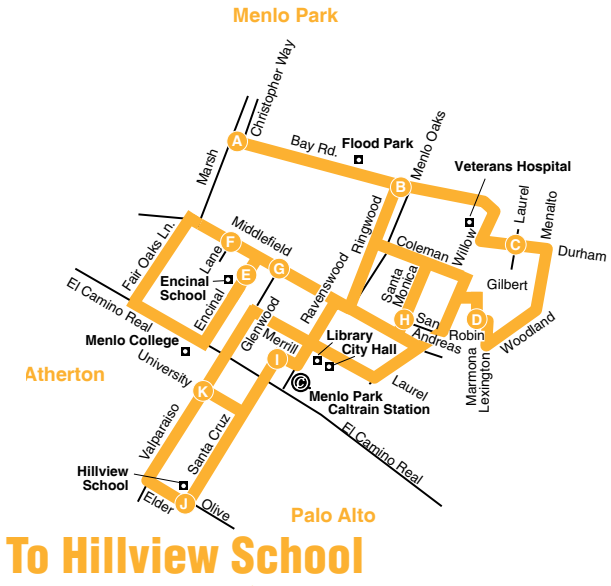 Menlo Park
Christopher Way
A
Marsh
Bay Rd.
Flood Park
Menlo Oaks
B
Veterans Hospital
Ringwood
Coleman
Willow
C
Laurel
Menalto
Durham
Gilbert
Fair Oaks Ln.
F
Middlefield
Lane
E
G
Encinal
School
Encinal
Ravenswood
Santa
Monica
H
San
Andreas
Robin
D
Woodland
Marmona
Lexington
El Camino Real
Menlo College
Glenwood
Merrill
Library
City Hall
I
C
Menlo Park
Caltrain Station
Laurel
University
Atherton
K
Valparaiso
Santa Cruz
El Camino Real
Hillview
School
J
Elder
Olive
Palo Alto
To Hillview School